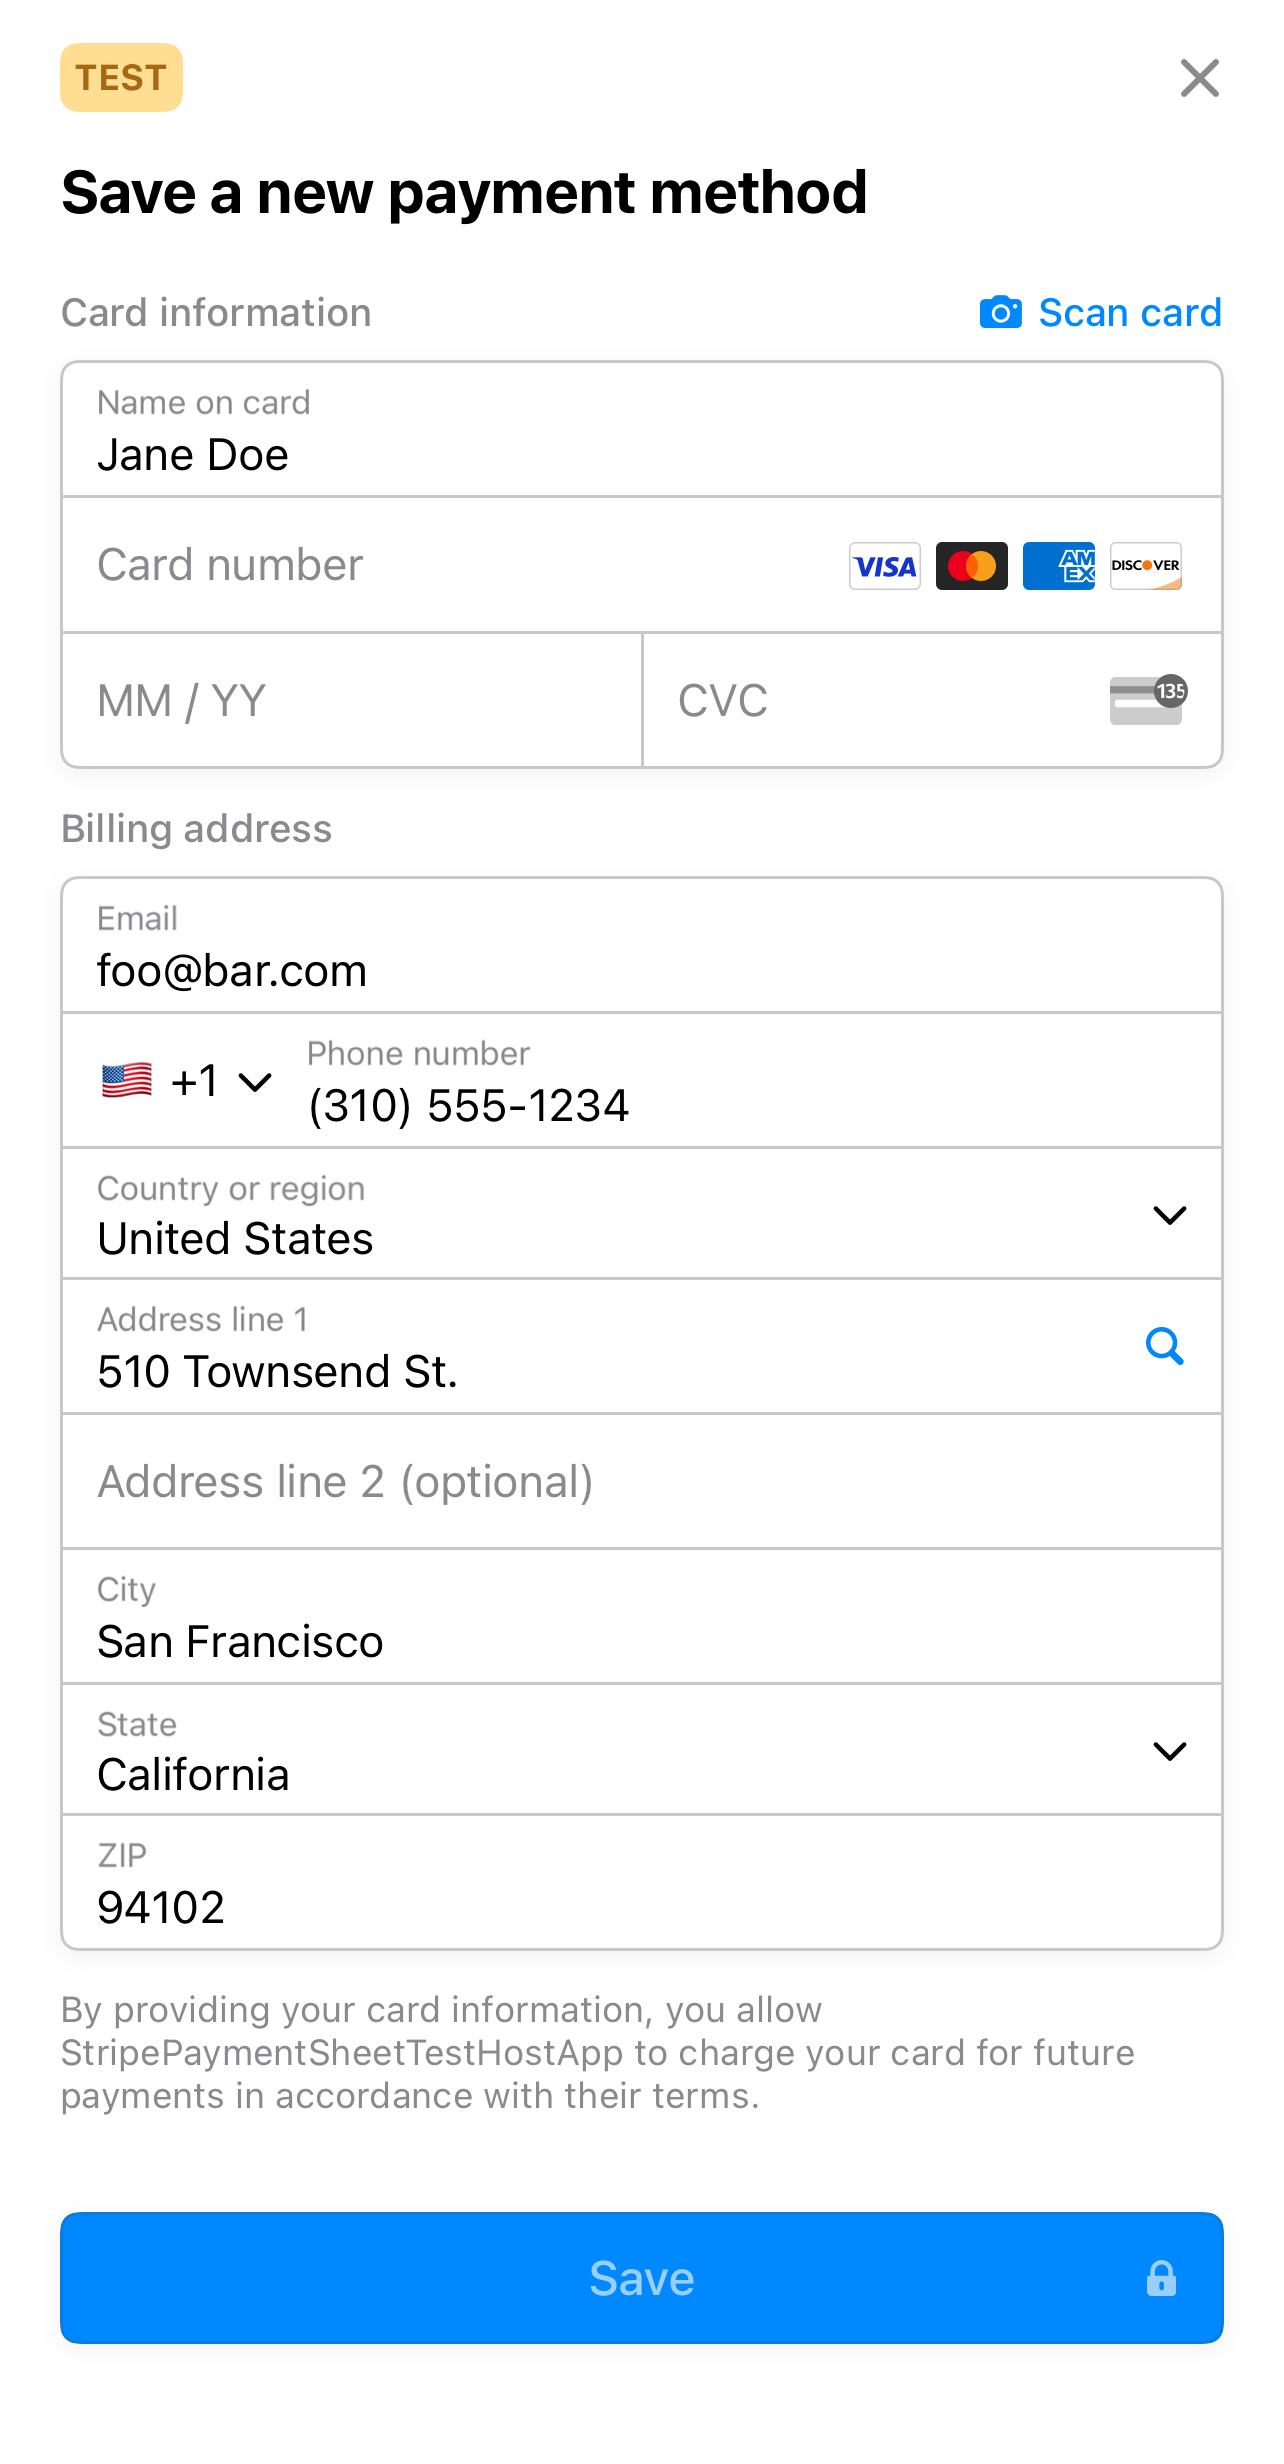 TEST
Save a new payment method
Card information
Scan card
Name on card
Jane Doe
Card number
VISA
AM
EX
DISCOVER
MM / YY
CVC
135
Billing address
Email
foo@bar.com
+1
Phone number
(310) 555-1234
Country or region
United States
Address line 1
510 Townsend St.
Address line 2 (optional)
City
San Francisco
State
California
ZIP
94102
By providing your card information, you allow
StripePaymentSheetTestHostApp to charge your card for future
payments in accordance with their terms.
Save